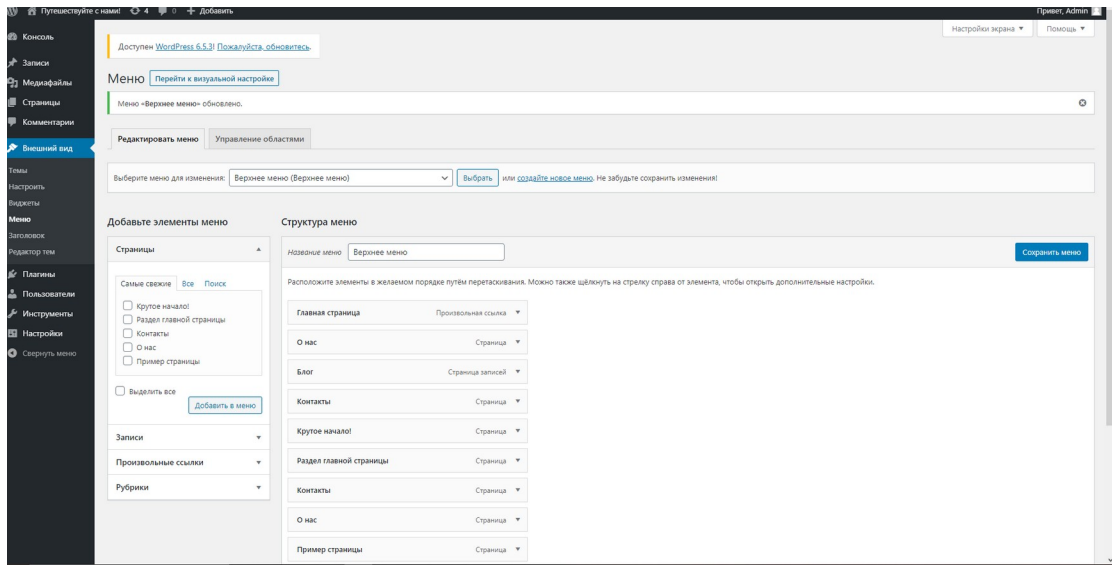 Путешествуйте с нами! 4 0 Добавить Привет, Admin
Настройки экрана Помощь
Консоль
Записи
Медиафайлы
Страницы
Комментарии
Внешний вид
Темы
Настроить
Виджеты
Меню
Заголовок
Редактор тем
Плагины
Пользователи
Инструменты
Настройки
Свернуть меню
Доступен WordPress 6.5.3! Пожалуйста, обновитесь.
Меню Перейти к визуальной настройке
Меню «Верхнее меню» обновлено.
Редактировать меню Управление областями
Выберите меню для изменения: Верхнее меню (Верхнее меню) Выбрать или создайте новое меню. Не забудьте сохранить изменения!
Добавьте элементы меню
Страницы
Самые свежие Все Поиск
Крутое начало!
Раздел главной страницы
Контакты
О нас
Пример страницы
Выделить все
Добавить в меню
Записи
Произвольные ссылки
Рубрики
Структура меню
Название меню Верхнее меню Сохранить меню
Расположите элементы в желаемом порядке путём перетаскивания. Можно также щёлкнуть на стрелку справа от элемента, чтобы открыть дополнительные настройки.
Главная страница Произвольная ссылка
О нас Страница
Блог Страница записей
Контакты Страница
Крутое начало! Страница
Раздел главной страницы Страница
Контакты Страница
О нас Страница
Пример страницы Страница